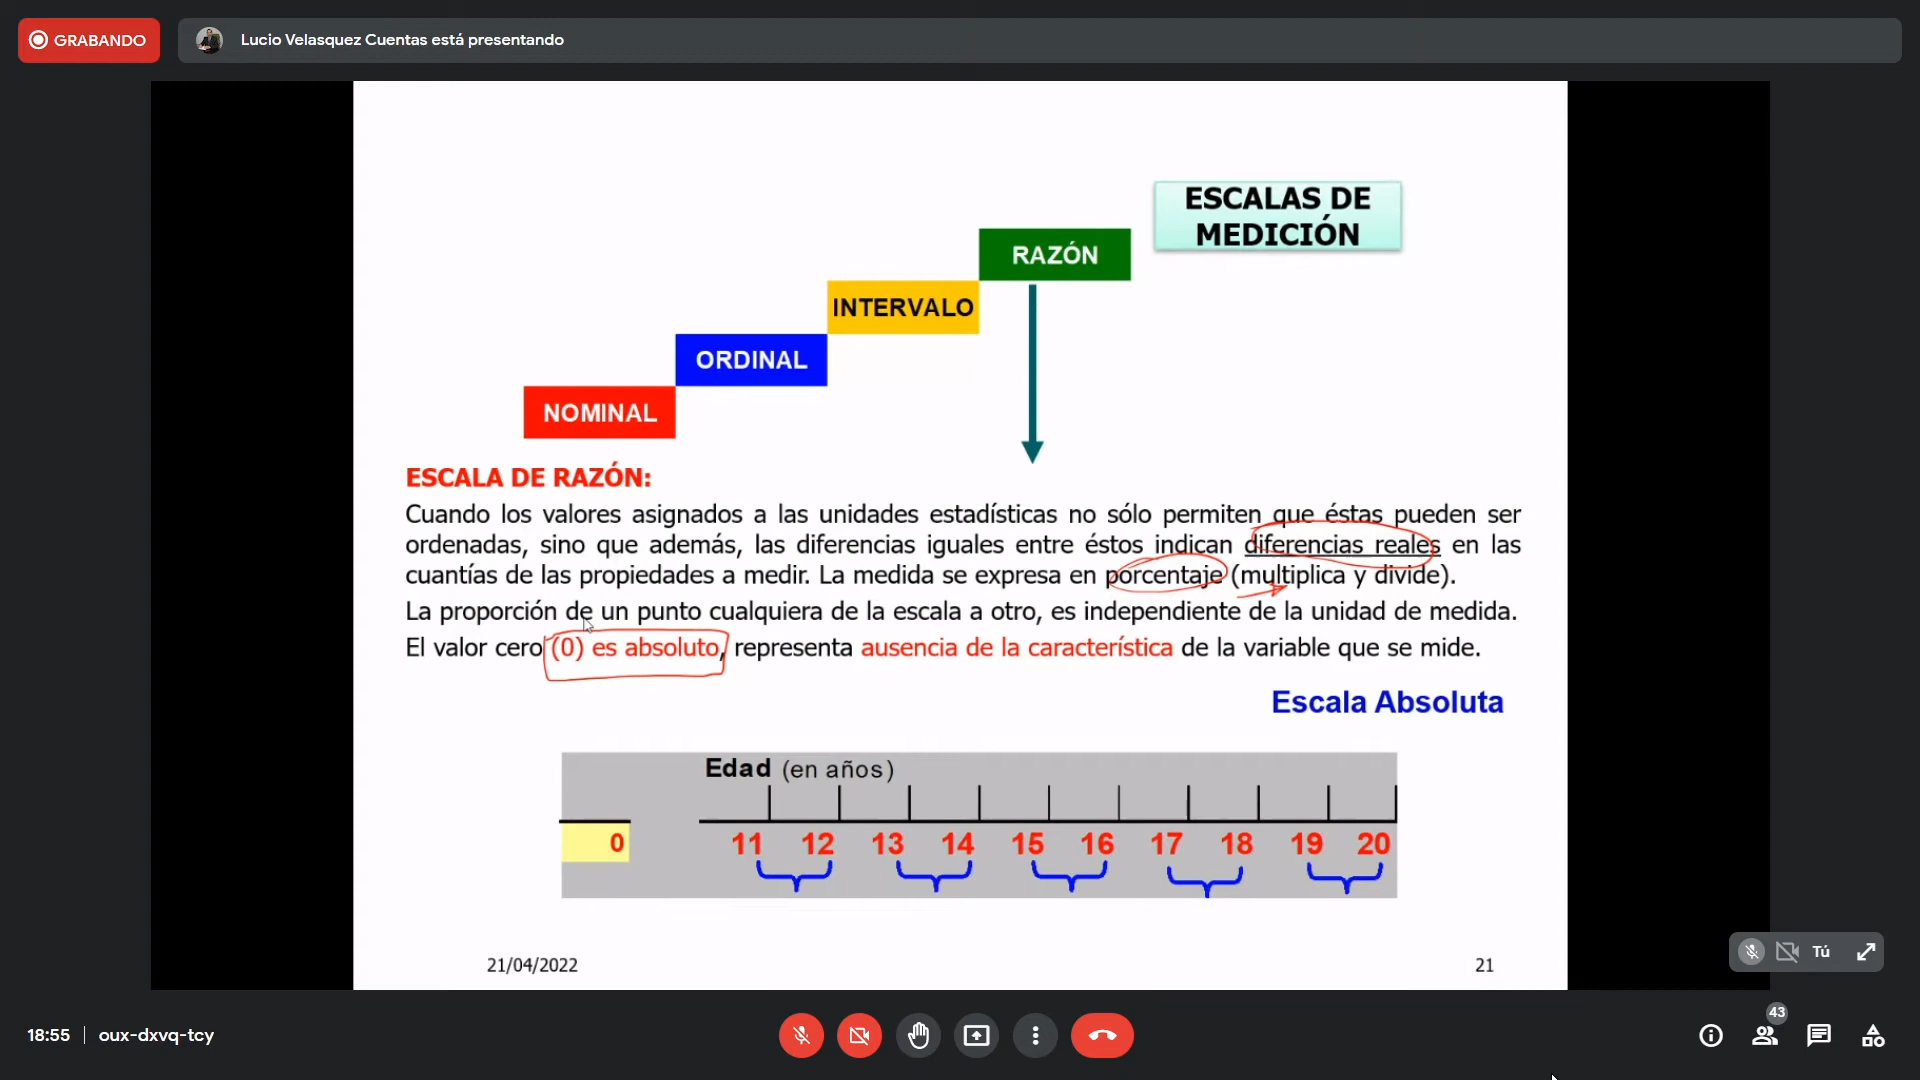 GRABANDO
Lucio Velasquez Cuentas está presentando
ESCALAS DE
MEDICIÓN
RAZÓN
INTERVALO
ORDINAL
NOMINAL
ESCALA DE RAZÓN:
Cuando los valores asignados a las unidades estadísticas no sólo permiten que éstas pueden ser
ordenadas, sino que además, las diferencias iguales entre éstos indican diferencias reales en las
cuantías de las propiedades a medir. La medida se expresa en porcentaje (multiplica y divide).
La proporción de un punto cualquiera de la escala a otro, es independiente de la unidad de medida.
El valor cero (0) es absoluto, representa ausencia de la característica de la variable que se mide.
Escala Absoluta
Edad (en años)
0 11 12 13 14 15 16 17 18 19 20
21/04/2022
21
Tú
18:55 oux-dxvq-tcy
43